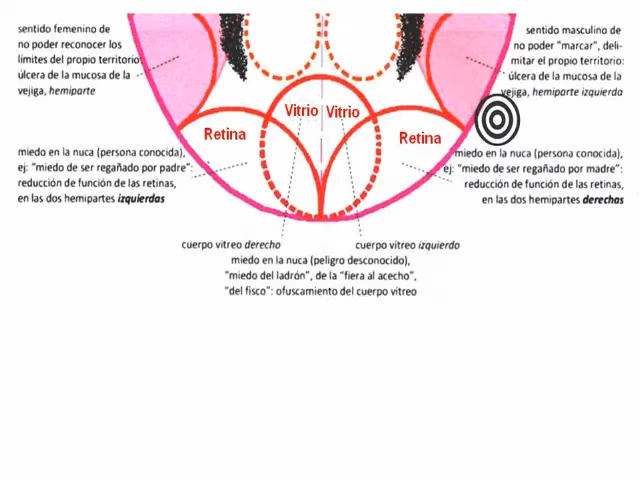 sentido femenino de
no poder reconocer los
límites del propio territorio:
úlcera de la mucosa de la
vejiga, hemiparte
sentido masculino de
no poder "marcar", deli-
mitar el propio territorio:
úlcera de la mucosa de la
vejiga, hemiparte izquierda
Vitrio Vitrio
Retina
Retina
miedo en la nuca (persona conocida),
ej: "miedo de ser regañado por padre":
reducción de función de las retinas,
en las dos hemipartes izquierdas
miedo en la nuca (persona conocida),
ej: "miedo de ser regañado por madre":
reducción de función de las retinas,
en las dos hemipartes derechas
cuerpo vitreo derecho
cuerpo vitreo izquierdo
miedo en la nuca (peligro desconocido),
"miedo del ladrón", de la "fiera al acecho",
"del fisco": ofuscamiento del cuerpo vitreo